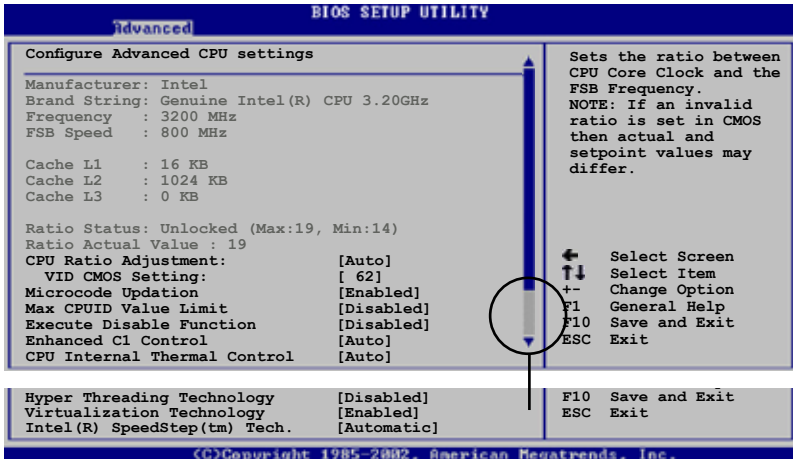 BIOS SETUP UTILITY
Advanced
Configure Advanced CPU settings
Manufacturer: Intel
Brand String: Genuine Intel(R) CPU 3.20GHz
Frequency : 3200 MHz
FSB Speed : 800 MHz
Cache L1 : 16 KB
Cache L2 : 1024 KB
Cache L3 : 0 KB
Ratio Status: Unlocked (Max:19, Min:14)
Ratio Actual Value : 19
CPU Ratio Adjustment: [Auto]
VID CMOS Setting: [ 62]
Microcode Updation [Enabled]
Max CPUID Value Limit [Disabled]
Execute Disable Function [Disabled]
Enhanced C1 Control [Auto]
CPU Internal Thermal Control [Auto]
Sets the ratio between
CPU Core Clock and the
FSB Frequency.
NOTE: If an invalid
ratio is set in CMOS
then actual and
setpoint values may
differ.
← Select Screen
↑↓ Select Item
+- Change Option
F1 General Help
F10 Save and Exit
ESC Exit
Hyper Threading Technology [Disabled]
Virtualization Technology [Enabled]
Intel(R) SpeedStep(tm) Tech. [Automatic]
F10 Save and Exit
ESC Exit
(C)Copyright 1985-2002, American Megatrends, Inc.